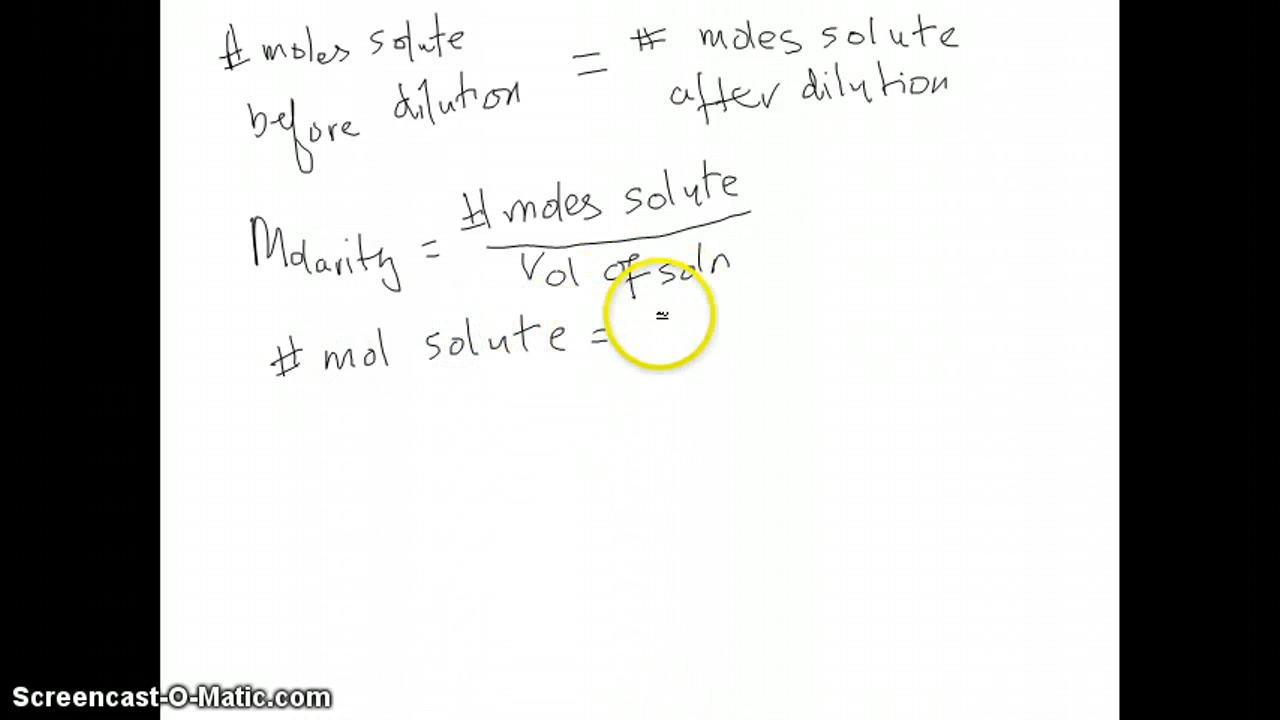 # moles solute = # moles solute
before dilution after dilution
Molarity = # moles solute
Vol of soln
# mol solute =
Screencast-O-Matic.com